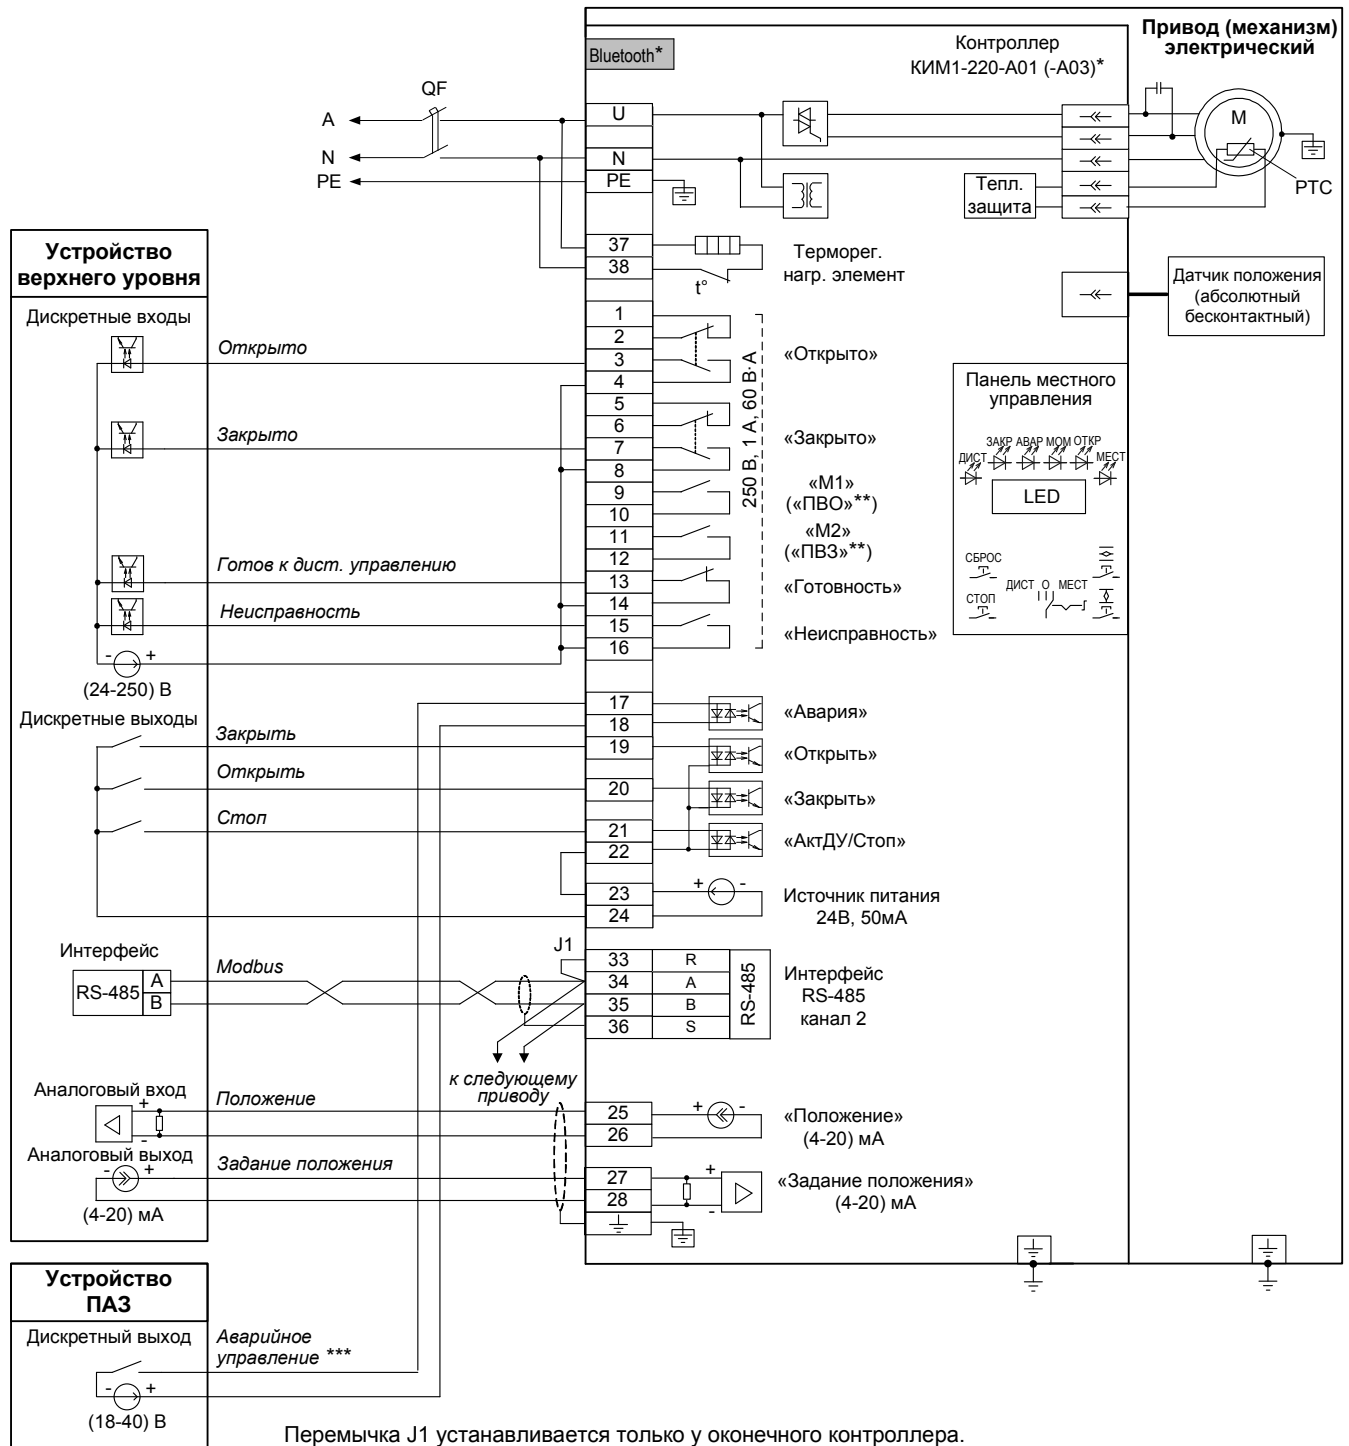 Привод (механизм)
электрический
Контроллер
КИМ1-220-А01 (-А03)*
Bluetooth*
QF
A
N
PE
U
N
PE
M
PTC
Тепл.
защита
37
38
t°
Терморег.
нагр. элемент
Датчик положения
(абсолютный
бесконтактный)
Устройство
верхнего уровня
Дискретные входы
Открыто
Закрыто
Готов к дист. управлению
Неисправность
- +
(24-250) В
1
2
3
4
5
6
7
8
9
10
11
12
13
14
15
16
250 В, 1 А, 60 В·А
«Открыто»
«Закрыто»
«М1»
(«ПВО»**)
«М2»
(«ПВЗ»**)
«Готовность»
«Неисправность»
Панель местного
управления
ДИСТ ЗАКР АВАР МОМ ОТКР МЕСТ
LED
СБРОС
СТОП
ДИСТ О МЕСТ
Дискретные выходы
Закрыть
Открыть
Стоп
17
18
19
20
21
22
23
24
«Авария»
«Открыть»
«Закрыть»
«АктДУ/Стоп»
+ -
Источник питания
24В, 50мА
Интерфейс
RS-485
A
B
Modbus
J1
33 R
34 A
35 B
36 S
RS-485
Интерфейс
RS-485
канал 2
к следующему
приводу
Аналоговый вход
+
-
Положение
25
26
+ -
«Положение»
(4-20) мА
Аналоговый выход
- +
(4-20) мА
Задание положения
27
28
+
-
«Задание положения»
(4-20) мА
Устройство
ПАЗ
Дискретный выход
- +
(18-40) В
Аварийное
управление ***
Перемычка J1 устанавливается только у оконечного контроллера.